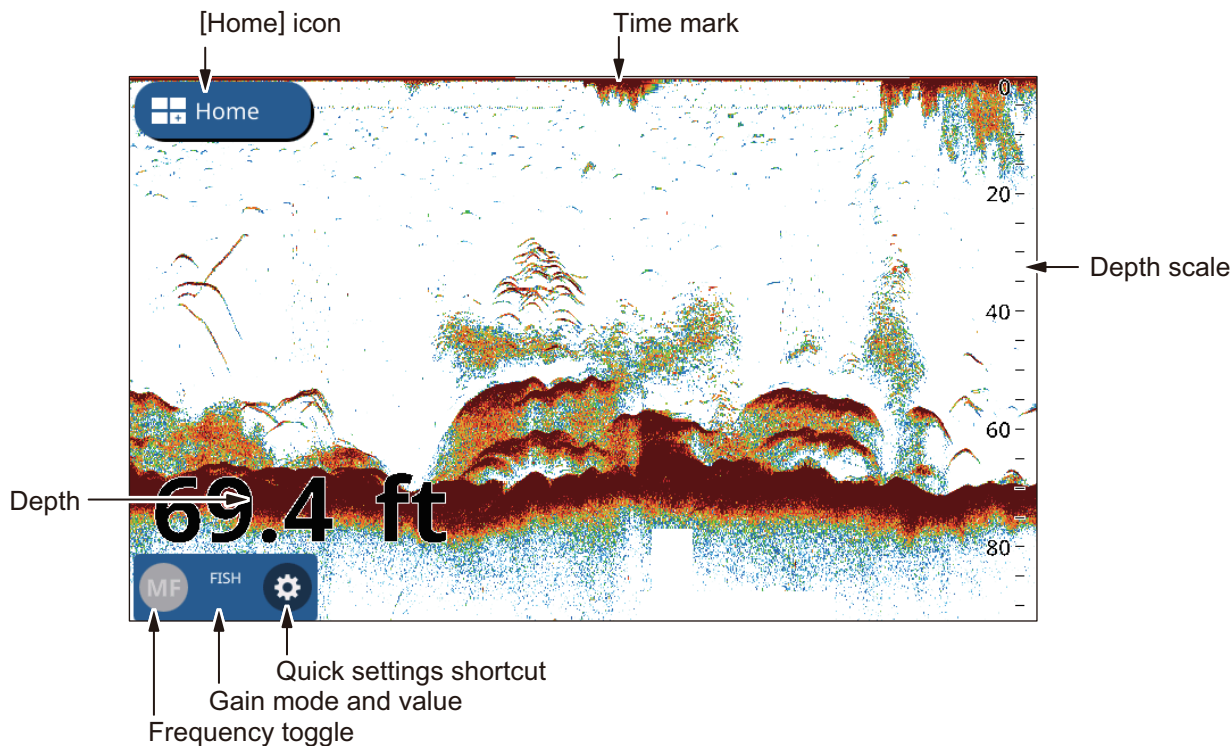 [Home] icon
Time mark
Home
0
20
Depth scale
40
60
Depth
69.4 ft
80
MF
FISH
Quick settings shortcut
Gain mode and value
Frequency toggle